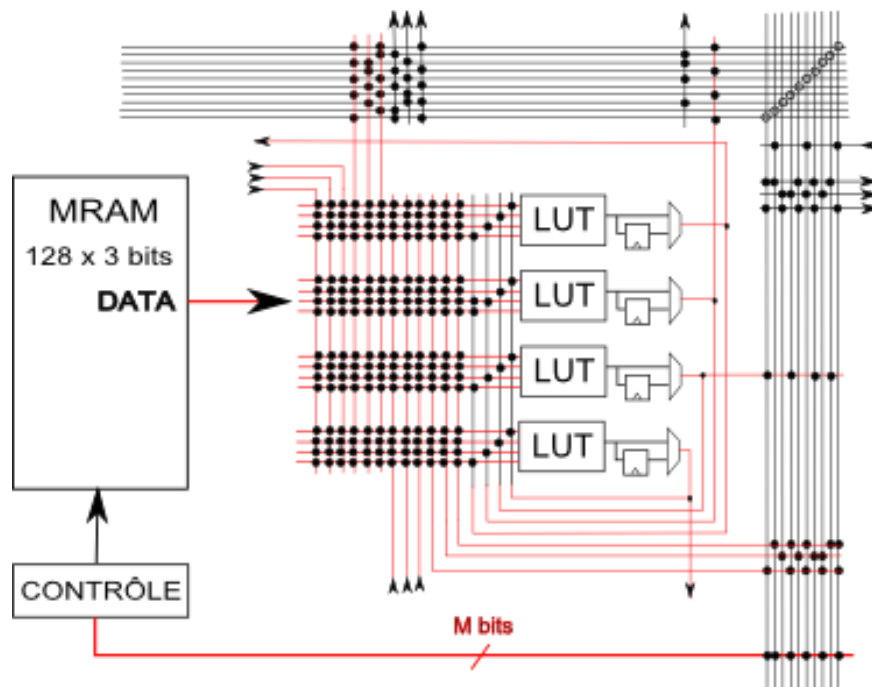 MRAM
128 x 3 bits
DATA
LUT
LUT
LUT
LUT
CONTRÔLE
M bits